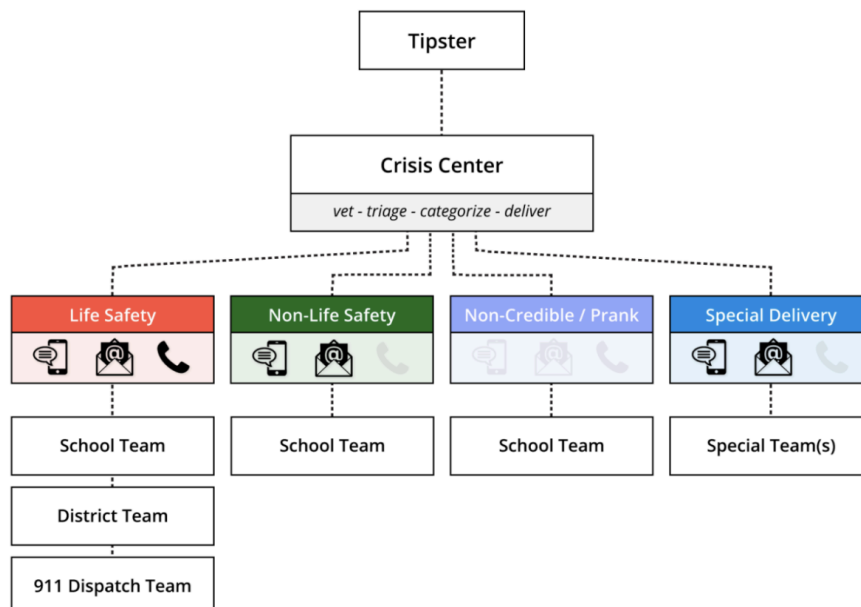 Tipster
Crisis Center
vet - triage - categorize - deliver
Life Safety
Non-Life Safety
Non-Credible / Prank
Special Delivery
@
@
@
@
School Team
School Team
School Team
Special Team(s)
District Team
911 Dispatch Team